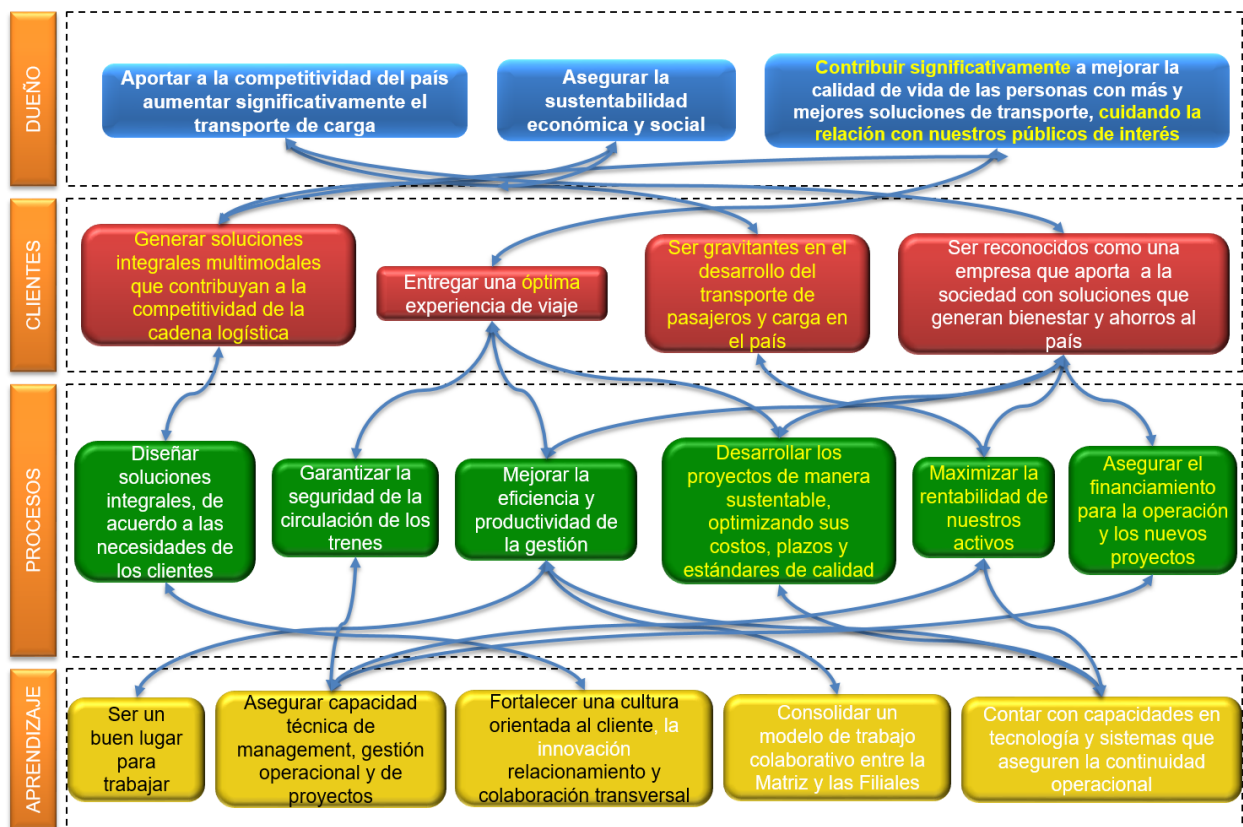 DUEÑO
Aportar a la competitividad del país
aumentar significativamente el
transporte de carga
Asegurar la
sustentabilidad
económica y social
Contribuir significativamente a mejorar la
calidad de vida de las personas con más y
mejores soluciones de transporte, cuidando la
relación con nuestros públicos de interés
CLIENTES
Generar soluciones
integrales multimodales
que contribuyan a la
competitividad de la
cadena logística
Entregar una óptima
experiencia de viaje
Ser gravitantes en el
desarrollo del
transporte de
pasajeros y carga en
el país
Ser reconocidos como una
empresa que aporta a la
sociedad con soluciones que
generan bienestar y ahorros al
país
PROCESOS
Diseñar
soluciones
integrales, de
acuerdo a las
necesidades de
los clientes
Garantizar la
seguridad de la
circulación de los
trenes
Mejorar la
eficiencia y
productividad de
la gestión
Desarrollar los
proyectos de manera
sustentable,
optimizando sus
costos, plazos y
estándares de calidad
Maximizar la
rentabilidad de
nuestros
activos
Asegurar el
financiamiento
para la operación
y los nuevos
proyectos
APRENDIZAJE
Ser un
buen lugar
para
trabajar
Asegurar capacidad
técnica de
management, gestión
operacional y de
proyectos
Fortalecer una cultura
orientada al cliente, la
innovación
relacionamiento y
colaboración transversal
Consolidar un
modelo de trabajo
colaborativo entre la
Matriz y las Filiales
Contar con capacidades en
tecnología y sistemas que
aseguren la continuidad
operacional